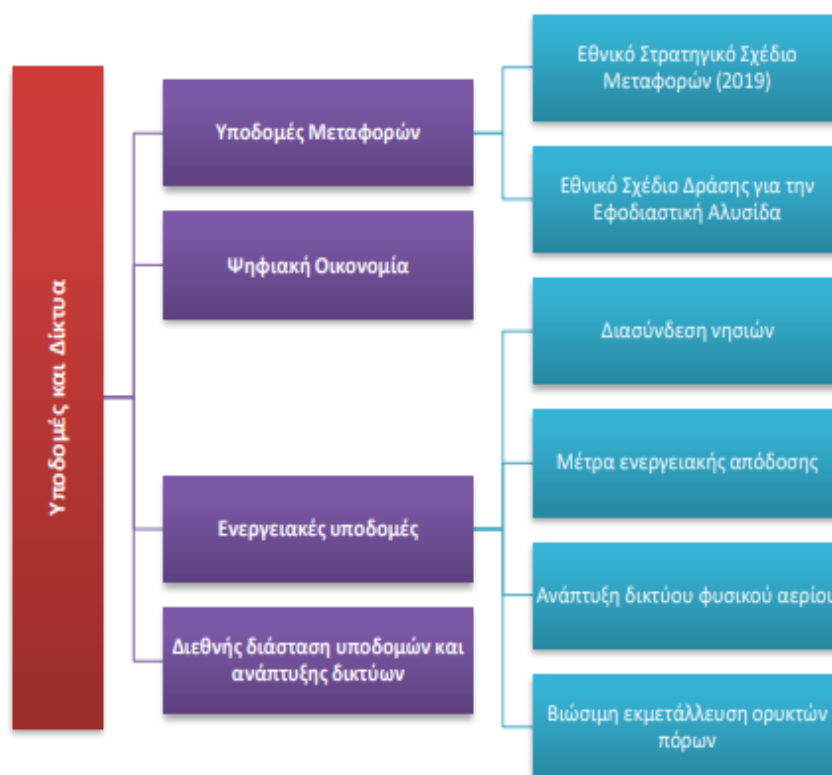 Υποδομές και Δίκτυα
Υποδομές Μεταφορών
Εθνικό Στρατηγικό Σχέδιο
Μεταφορών (2019)
Εθνικό Σχέδιο Δράσης για την
Εφοδιαστική Αλυσίδα
Ψηφιακή Οικονομία
Ενεργειακές υποδομές
Διασύνδεση νησιών
Μέτρα ενεργειακής απόδοσης
Ανάπτυξη δικτύου φυσικού αερίου
Βιώσιμη εκμετάλλευση ορυκτών
πόρων
Διεθνής διάσταση υποδομών και
ανάπτυξης δικτύων